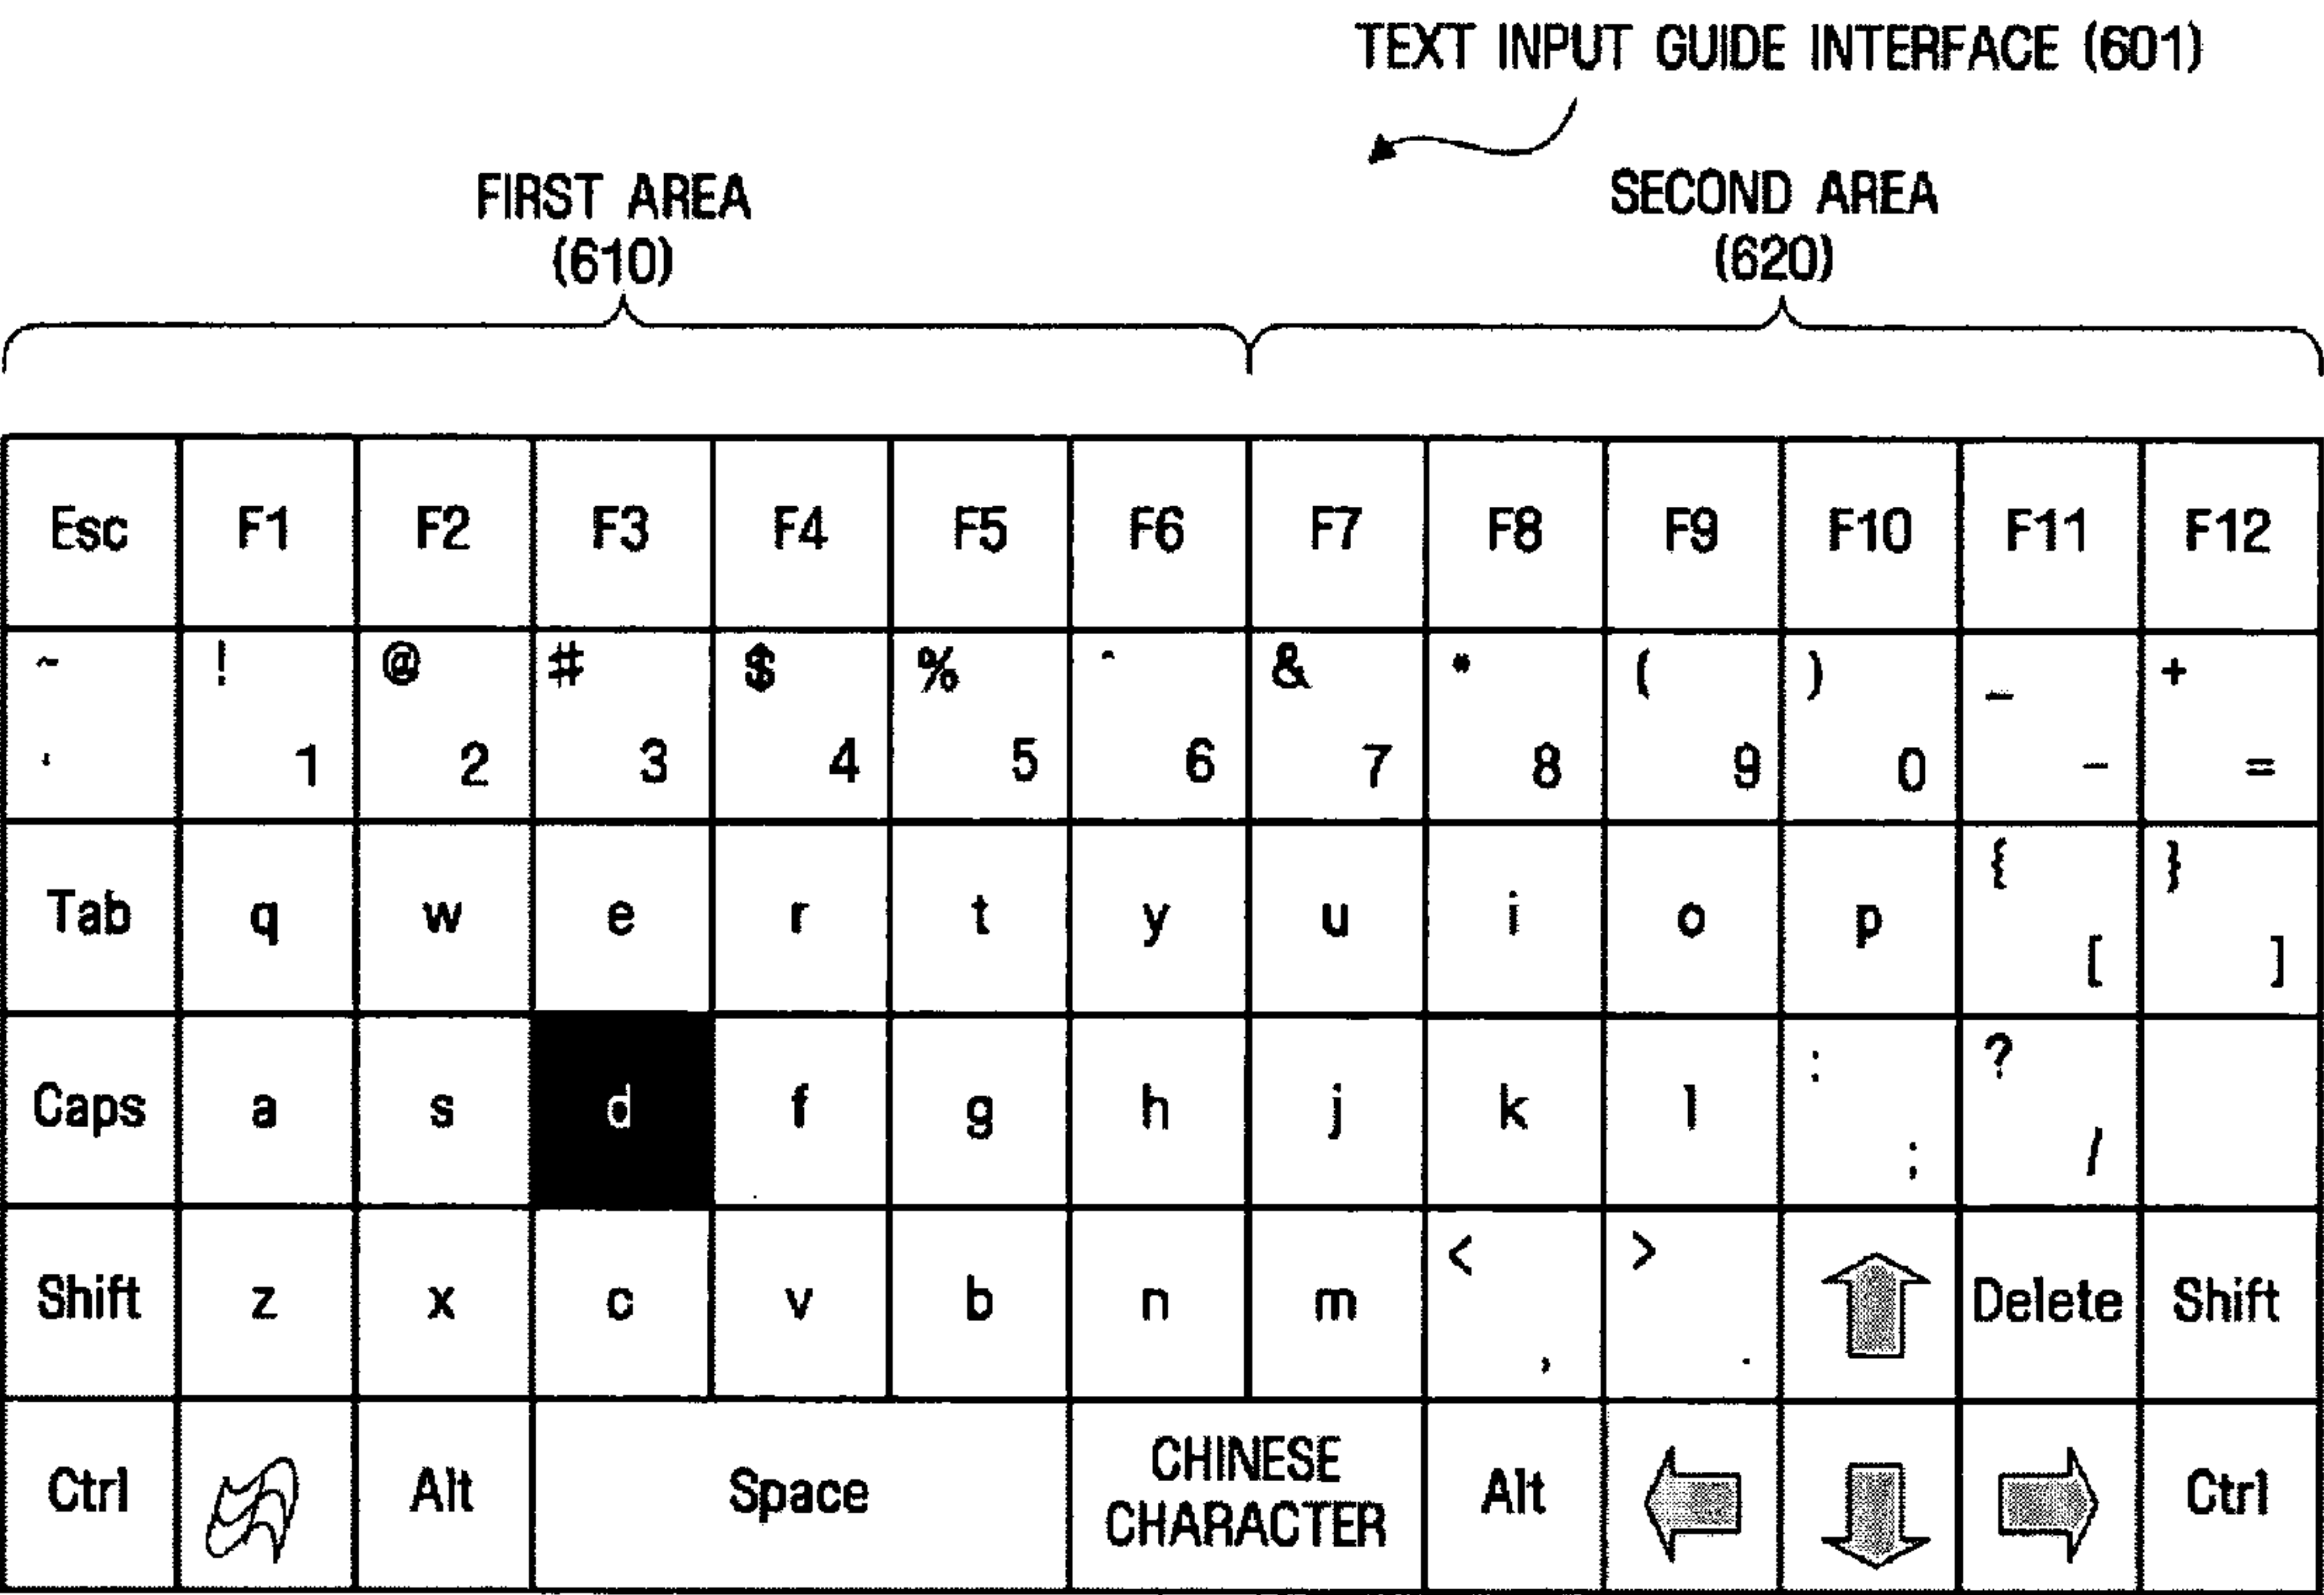 TEXT INPUT GUIDE INTERFACE (601)
FIRST AREA
(610)
SECOND AREA
(620)
Esc F1 F2 F3 F4 F5 F6 F7 F8 F9 F10 F11 F12
~ ! @ # $ % ^ & * ( ) _ +
` 1 2 3 4 5 6 7 8 9 0 - =
Tab q w e r t y u i o p { [ } ]
Caps a s d f g h j k l : ; ? /
Shift z x c v b n m < , > . Delete Shift
Ctrl Alt Space CHINESE
CHARACTER Alt Ctrl